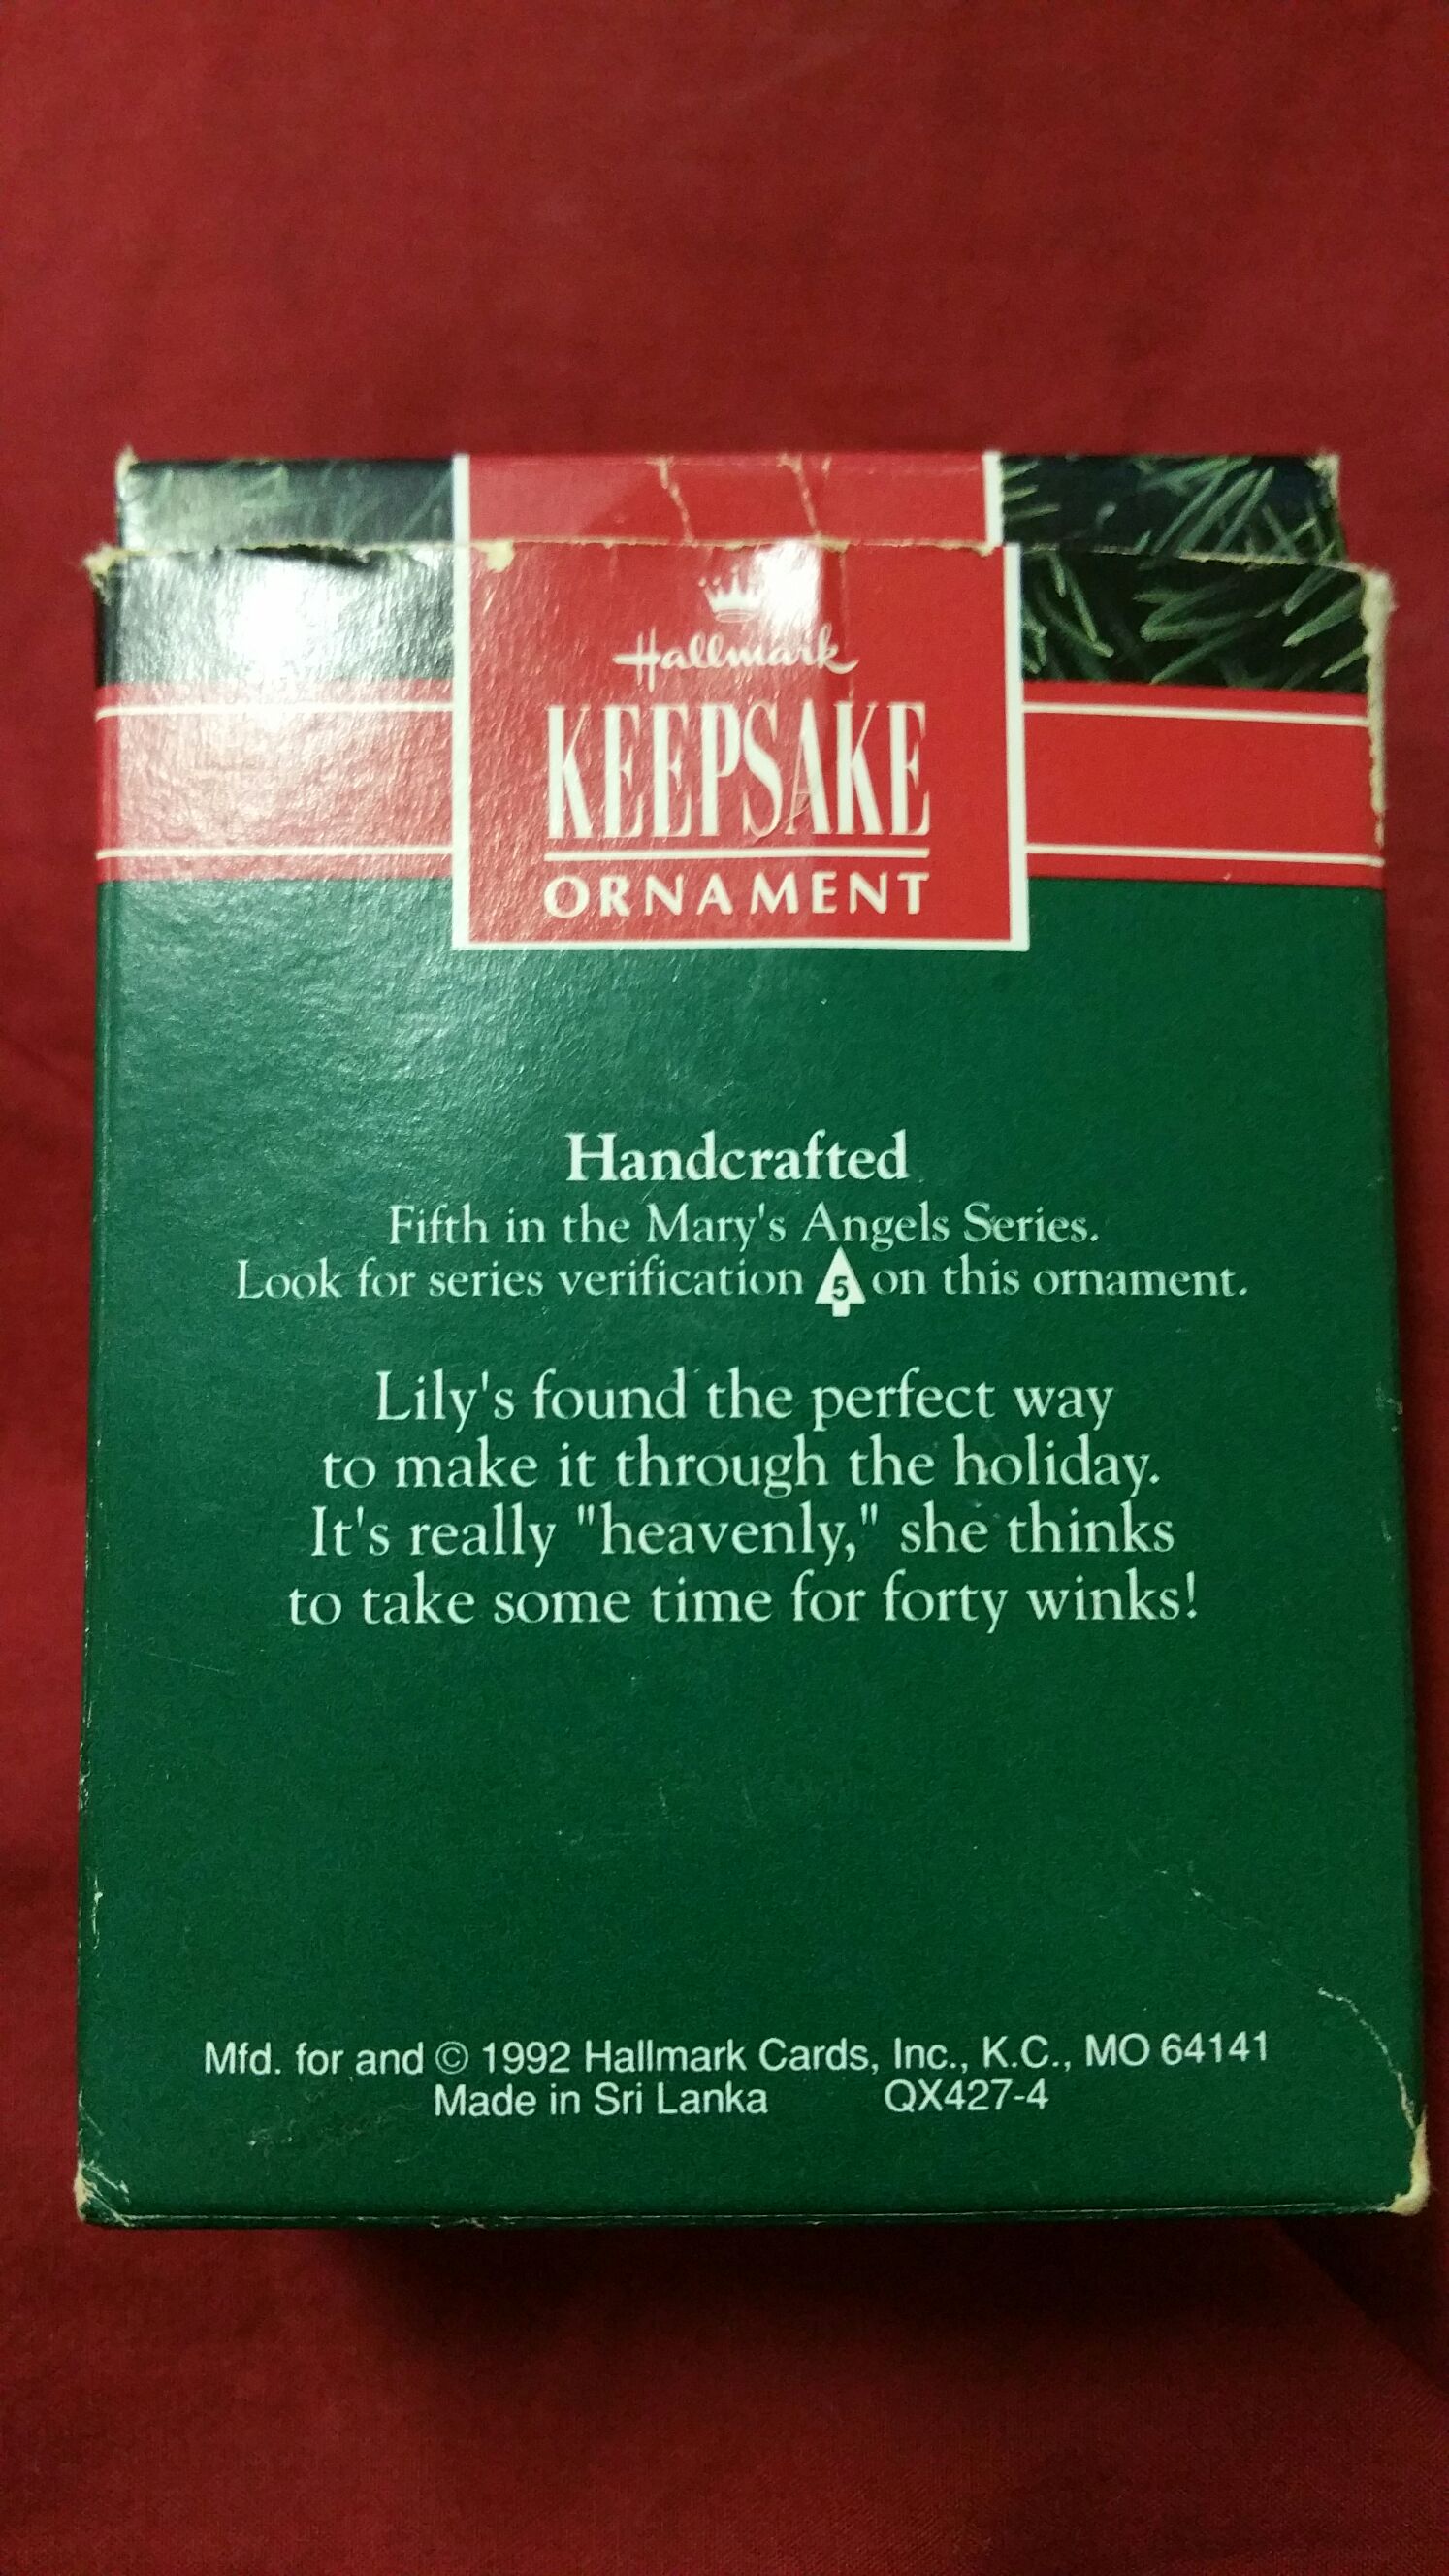 Hallmark
KEEPSAKE
ORNAMENT
Handcrafted
Fifth in the Mary's Angels Series.
Look for series verification 5 on this ornament.
Lily's found the perfect way
to make it through the holiday.
It's really "heavenly," she thinks
to take some time for forty winks!
Mfd. for and © 1992 Hallmark Cards, Inc., K.C., MO 64141
Made in Sri Lanka QX427-4